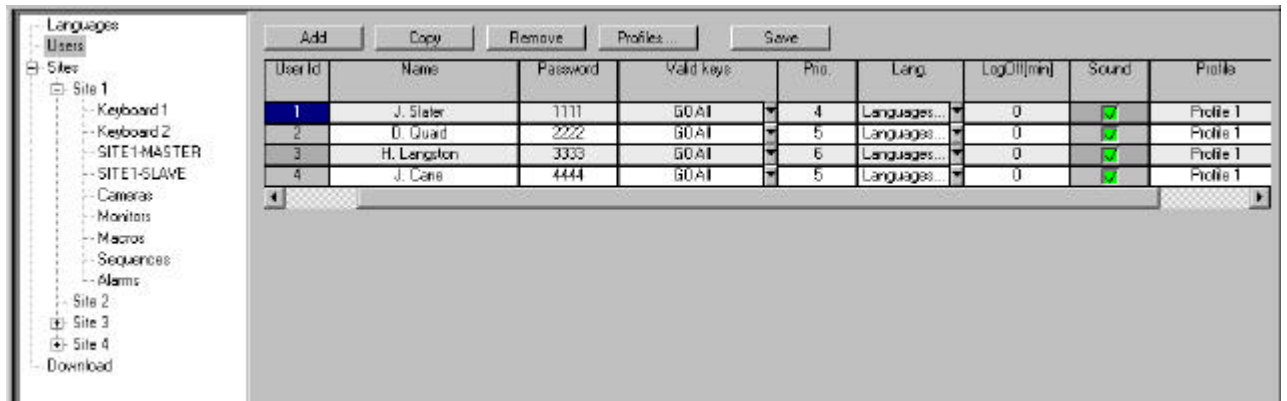 Languages
Users
Sites
Site 1
Keyboard 1
Keyboard 2
SITE1-MASTER
SITE1-SLAVE
Cameras
Monitors
Macros
Sequences
Alarms
Site 2
Site 3
Site 4
Download
Add Copy Remove Profiles... Save
User Id Name Password Valid keys Prio. Lang. LogOff[min] Sound Profile
1 J. Slater 1111 GO All 4 Languages... 0 Profile 1
2 D. Quaid 2222 GO All 5 Languages... 0 Profile 1
3 H. Langston 3333 GO All 6 Languages... 0 Profile 1
4 J. Cane 4444 GO All 5 Languages... 0 Profile 1